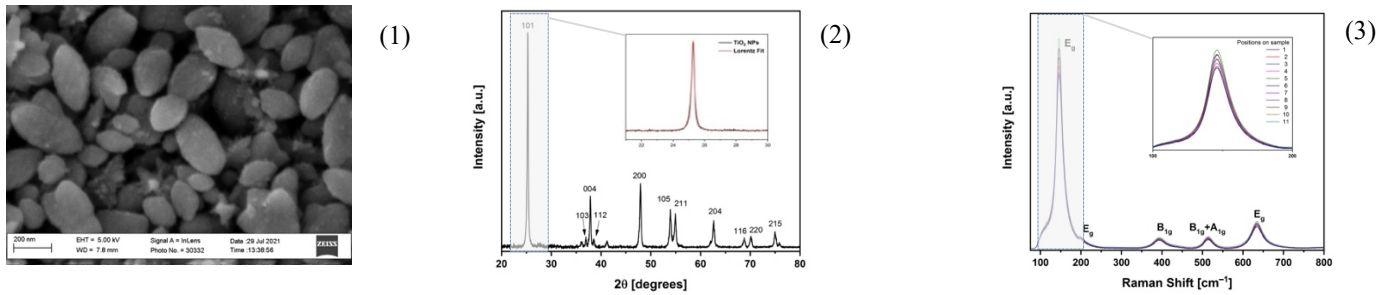 (1)
200 nm
EHT = 5.00 kV
Signal A = InLens
Date :29 Jul 2021
WD = 7.8 mm
Photo No. = 30332
Time :13:38:56
ZEISS
(2)
Intensity [a.u.]
101
TiO2 NPs
Lorentz Fit
25
30
103
004
112
200
105
211
204
116
220
215
20
30
40
50
60
70
80
2θ [degrees]
(3)
Intensity [a.u.]
Eg
Positions on sample
1
2
3
4
5
6
7
8
9
10
11
100
200
Eg
B1g
B1g+A1g
Eg
100
200
300
400
500
600
700
800
Raman Shift [cm−1]